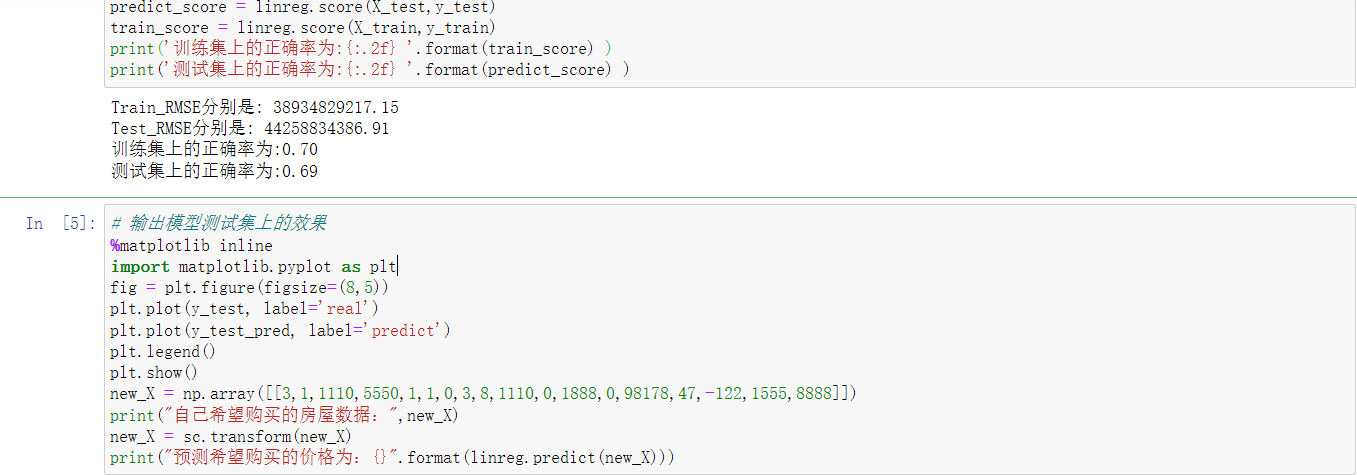 predict_score = linreg.score(X_test,y_test)
train_score = linreg.score(X_train,y_train)
print('训练集上的正确率为:{:.2f} '.format(train_score) )
print('测试集上的正确率为:{:.2f} '.format(predict_score) )
Train_RMSE分别是: 38934829217.15
Test_RMSE分别是: 44258834386.91
训练集上的正确率为:0.70
测试集上的正确率为:0.69
In [5]: # 输出模型测试集上的效果
%matplotlib inline
import matplotlib.pyplot as plt
fig = plt.figure(figsize=(8,5))
plt.plot(y_test, label='real')
plt.plot(y_test_pred, label='predict')
plt.legend()
plt.show()
new_X = np.array([[3,1,1110,5550,1,1,0,3,8,1110,0,1888,0,98178,47,-122,1555,8888]])
print("自己希望购买的房屋数据：",new_X)
new_X = sc.transform(new_X)
print("预测希望购买的价格为：{}".format(linreg.predict(new_X)))